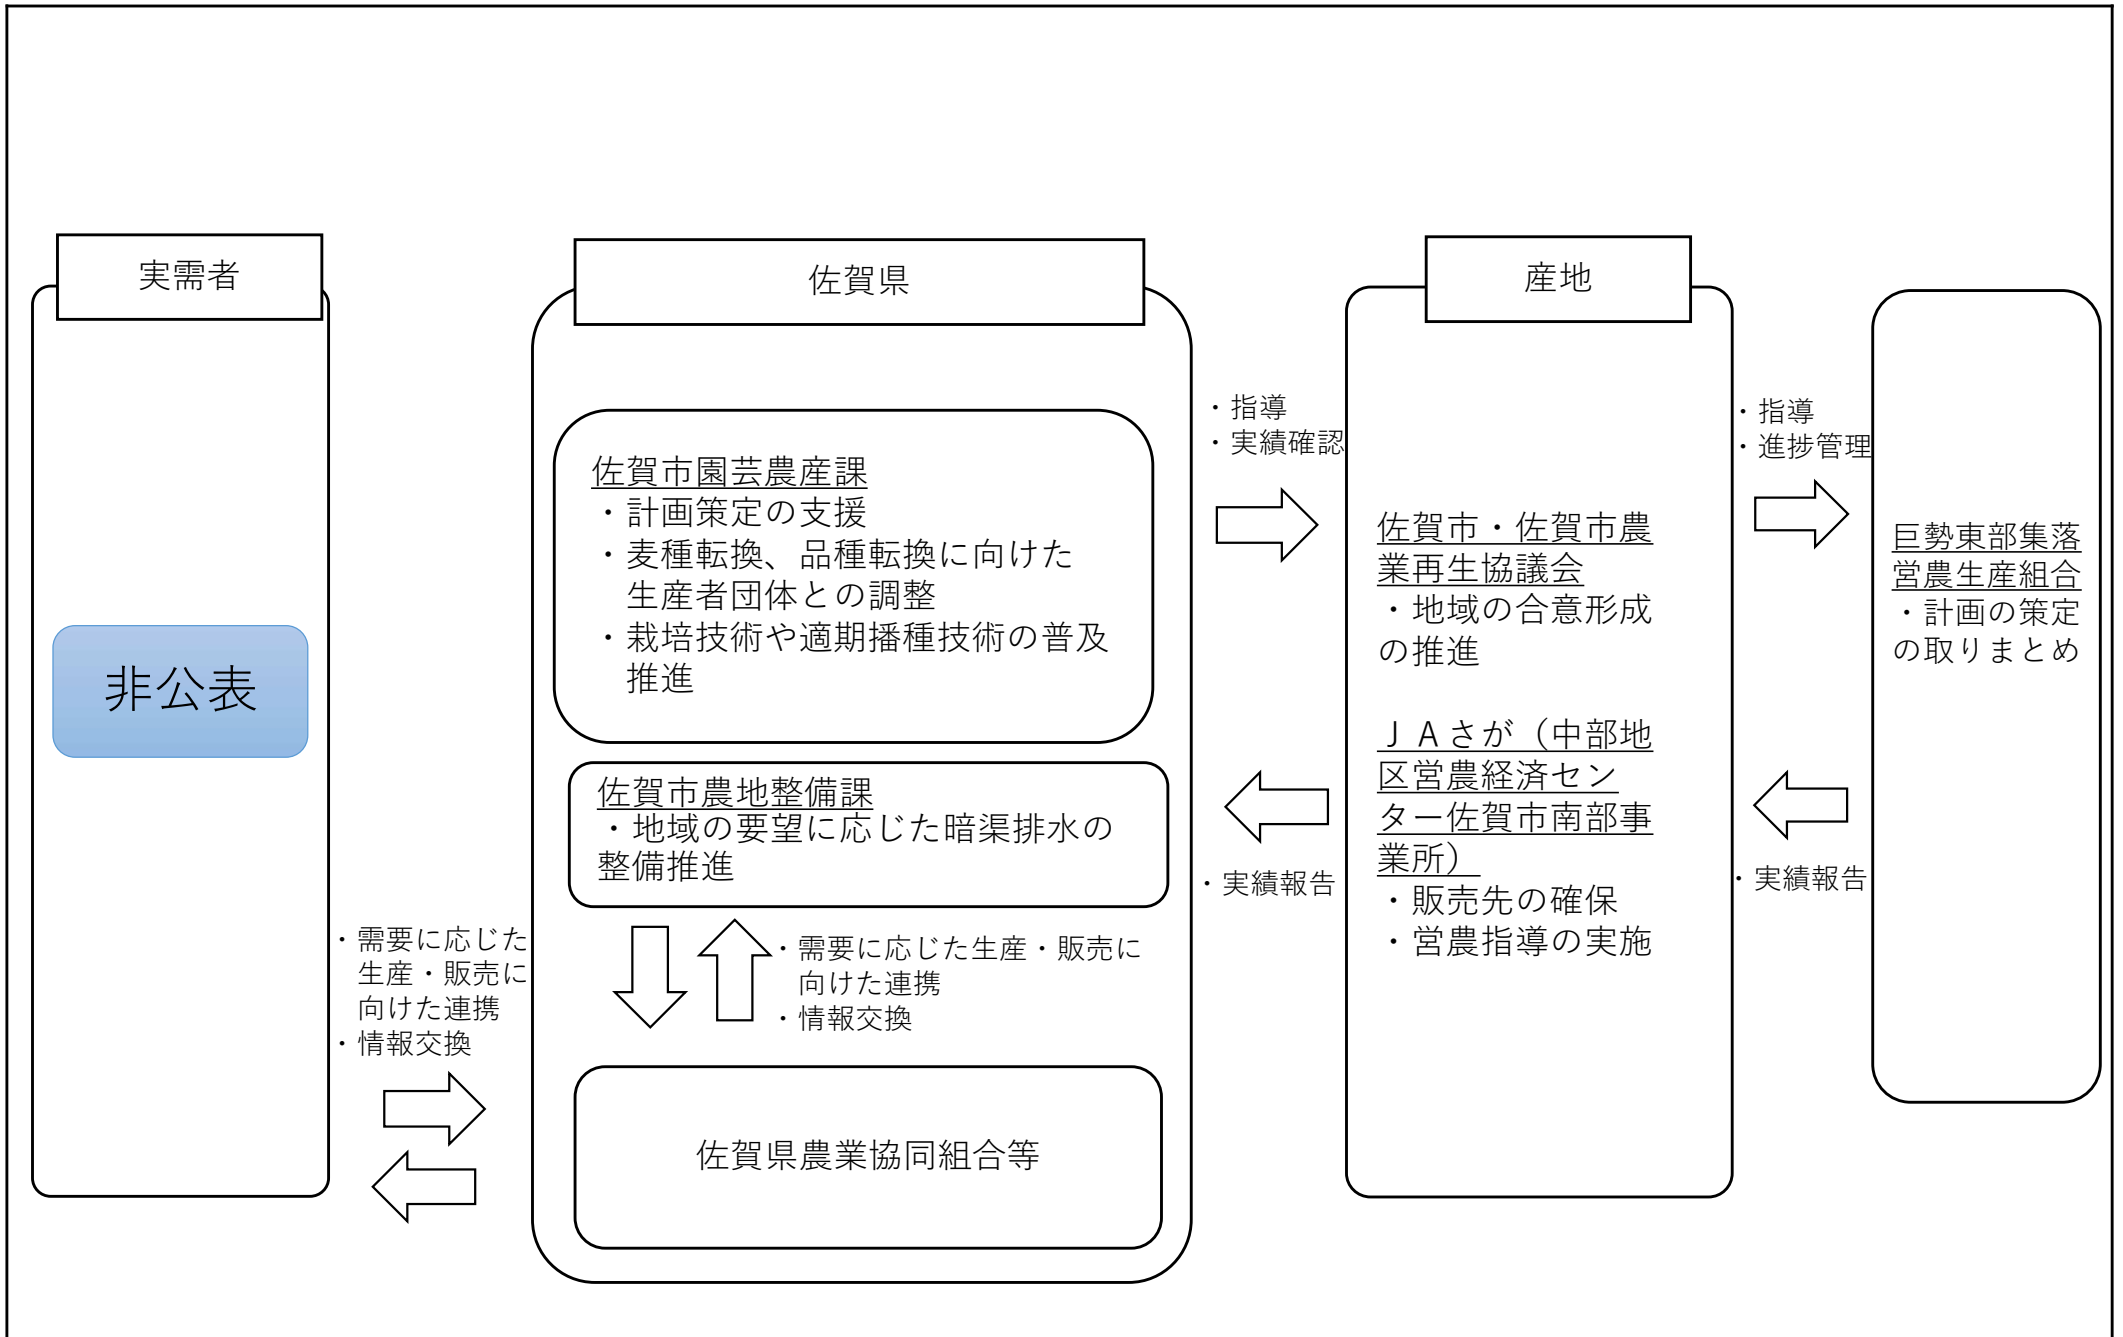 実需者
非公表
・需要に応じた
生産・販売に
向けた連携
・情報交換
佐賀県
佐賀市園芸農産課
・計画策定の支援
・麦種転換、品種転換に向けた
生産者団体との調整
・栽培技術や適期播種技術の普及
推進
佐賀市農地整備課
・地域の要望に応じた暗渠排水の
整備推進
・需要に応じた生産・販売に
向けた連携
・情報交換
佐賀県農業協同組合等
・指導
・実績確認
・実績報告
産地
佐賀市・佐賀市農
業再生協議会
・地域の合意形成
の推進
ＪＡさが（中部地
区営農経済セン
ター佐賀市南部事
業所）
・販売先の確保
・営農指導の実施
・指導
・進捗管理
・実績報告
巨勢東部集落
営農生産組合
・計画の策定
の取りまとめ